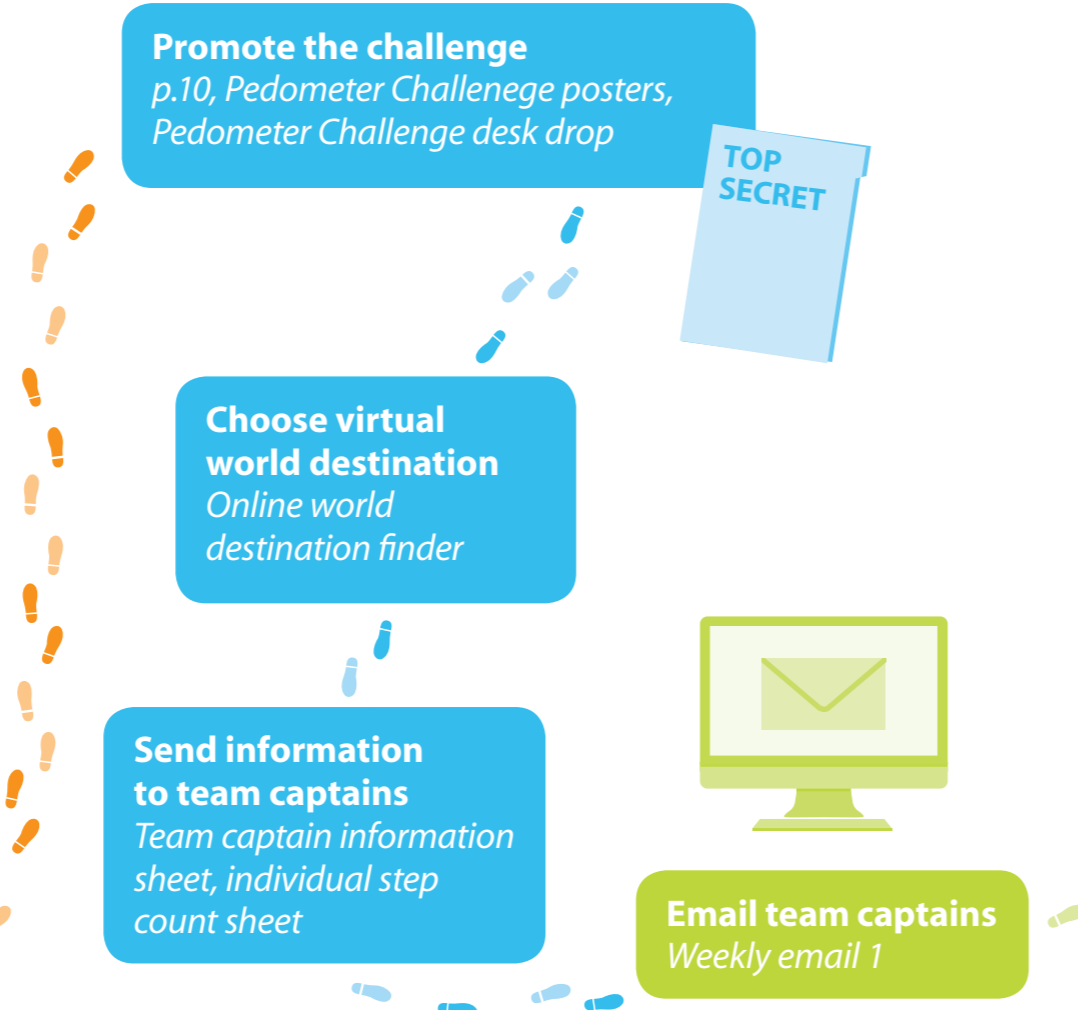 Promote the challenge
p.10, Pedometer Challenege posters,
Pedometer Challenge desk drop
TOP
SECRET
Choose virtual
world destination
Online world
destination finder
Send information
to team captains
Team captain information
sheet, individual step
count sheet
Email team captains
Weekly email 1